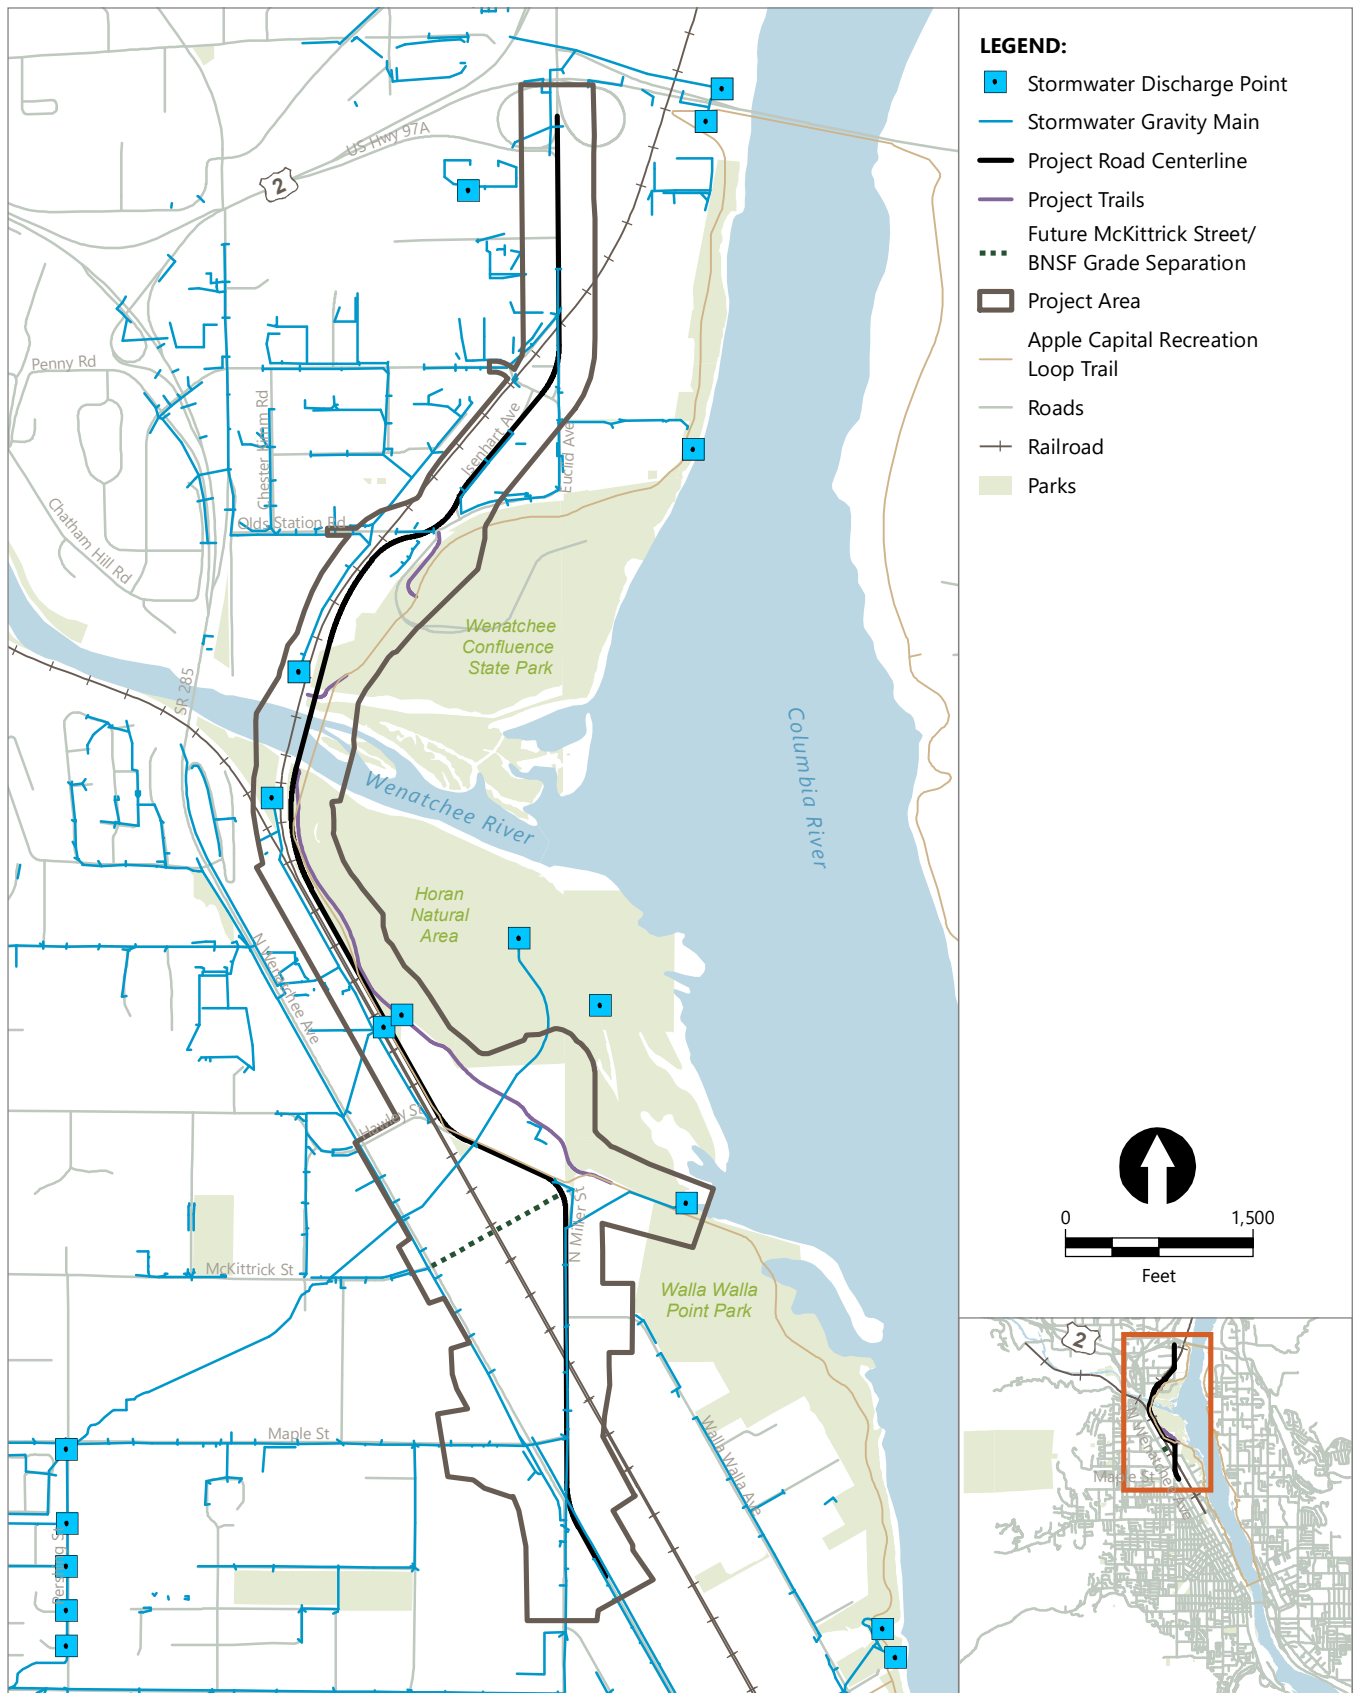 US Hwy 97A
2
Penny Rd
Chester Kimm Rd
Isenhart Ave
Euclid Ave
Chatham Hill Rd
Olds Station Rd
Wenatchee
Confluence
State Park
SR 285
Wenatchee River
Columbia River
Horan
Natural
Area
N Wenatchee Ave
Hawley St
N Miller St
McKittrick St
Walla Walla
Point Park
Maple St
Walla Walla Ave
Pershing St
LEGEND:
Stormwater Discharge Point
Stormwater Gravity Main
Project Road Centerline
Project Trails
Future McKittrick Street/
BNSF Grade Separation
Project Area
Apple Capital Recreation
Loop Trail
Roads
Railroad
Parks
0 1,500
Feet
2
Maple St
N Wenatchee Ave